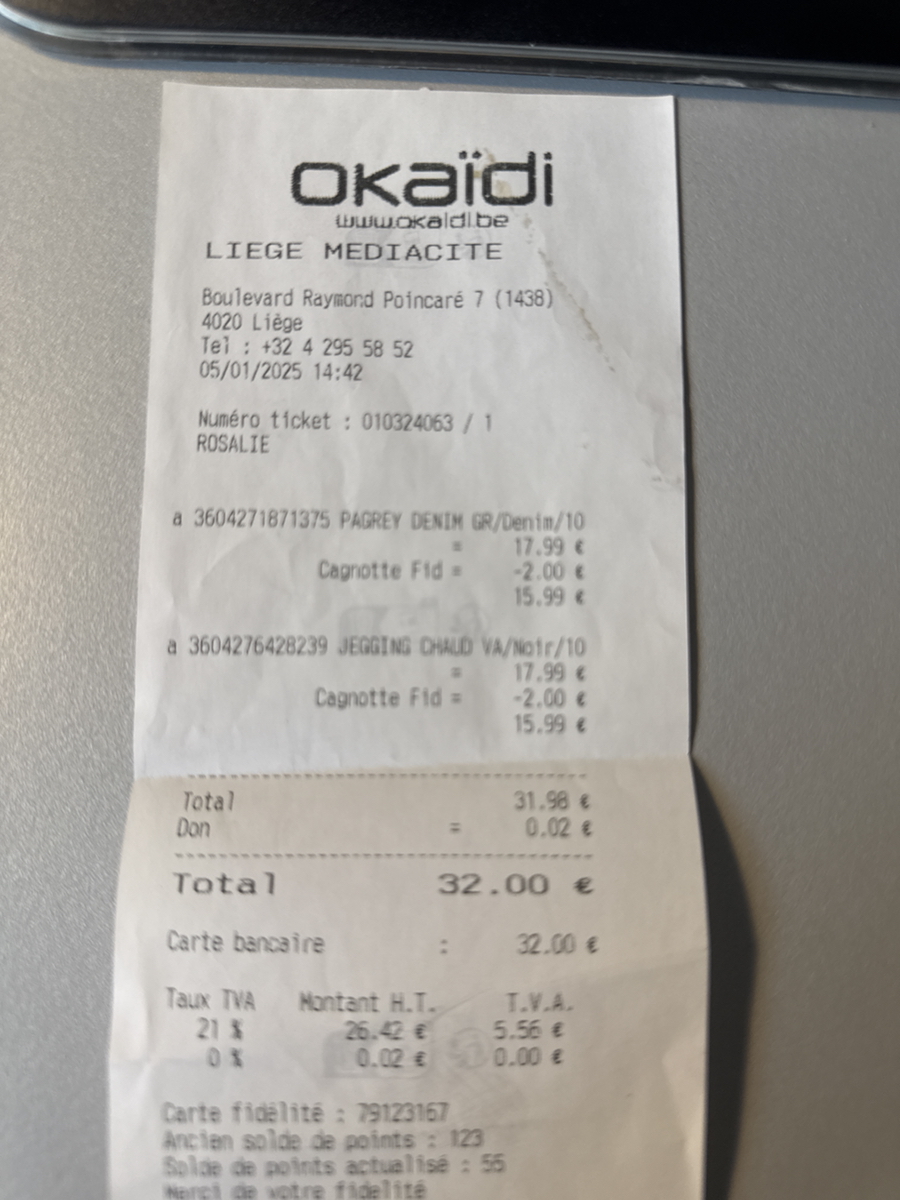 okaïdi
www.okaidi.be
LIEGE MEDIACITE
Boulevard Raymond Poincaré 7 (1438)
4020 Liège
Tel : +32 4 295 58 52
05/01/2025 14:42
Numéro ticket : 010324063 / 1
ROSALIE
a 3604271871375 PAGREY DENIM GR/Denim/10
= 17.99 €
Cagnotte Fid = -2.00 €
15.99 €
a 3604276428239 JEGGING CHAUD VA/Noir/10
= 17.99 €
Cagnotte Fid = -2.00 €
15.99 €
Total 31.98 €
Don = 0.02 €
Total 32.00 €
Carte bancaire : 32.00 €
Taux TVA Montant H.T. T.V.A.
21 % 26.42 € 5.56 €
0 % 0.02 € 0.00 €
Carte fidélité : 79123167
Ancien solde de points : 123
Solde de points actualisé : 55
Merci de votre fidelité